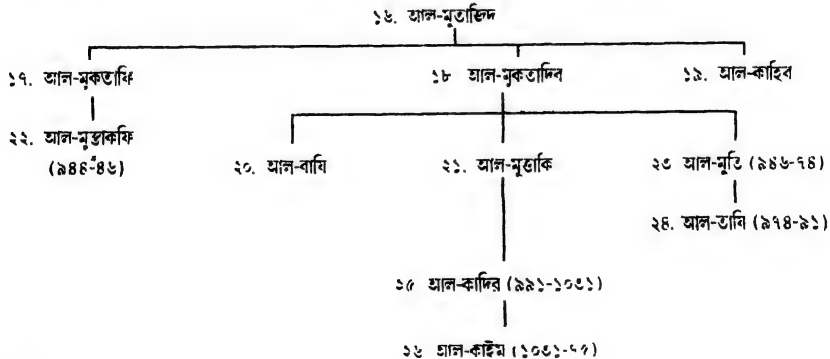 ১৬. আল-মুতাজিদ
১৭. আল-মুকতাফি ১৮ আল-মুকতাদির ১৯. আল-কাহির
২২. আল-মুস্তাকফি
(৯৪৪-৪৬) ২০. আল-রাযি ২১. আল-মুত্তাকি ২৩ আল-মুতি (৯৪৬-৭৪)
২৪. আল-তায়ি (৯৭৪-৯১)
২৫ আল-কাদির (৯৯১-১০৩১)
২৬ আল-কাইম (১০৩১-৭৫)